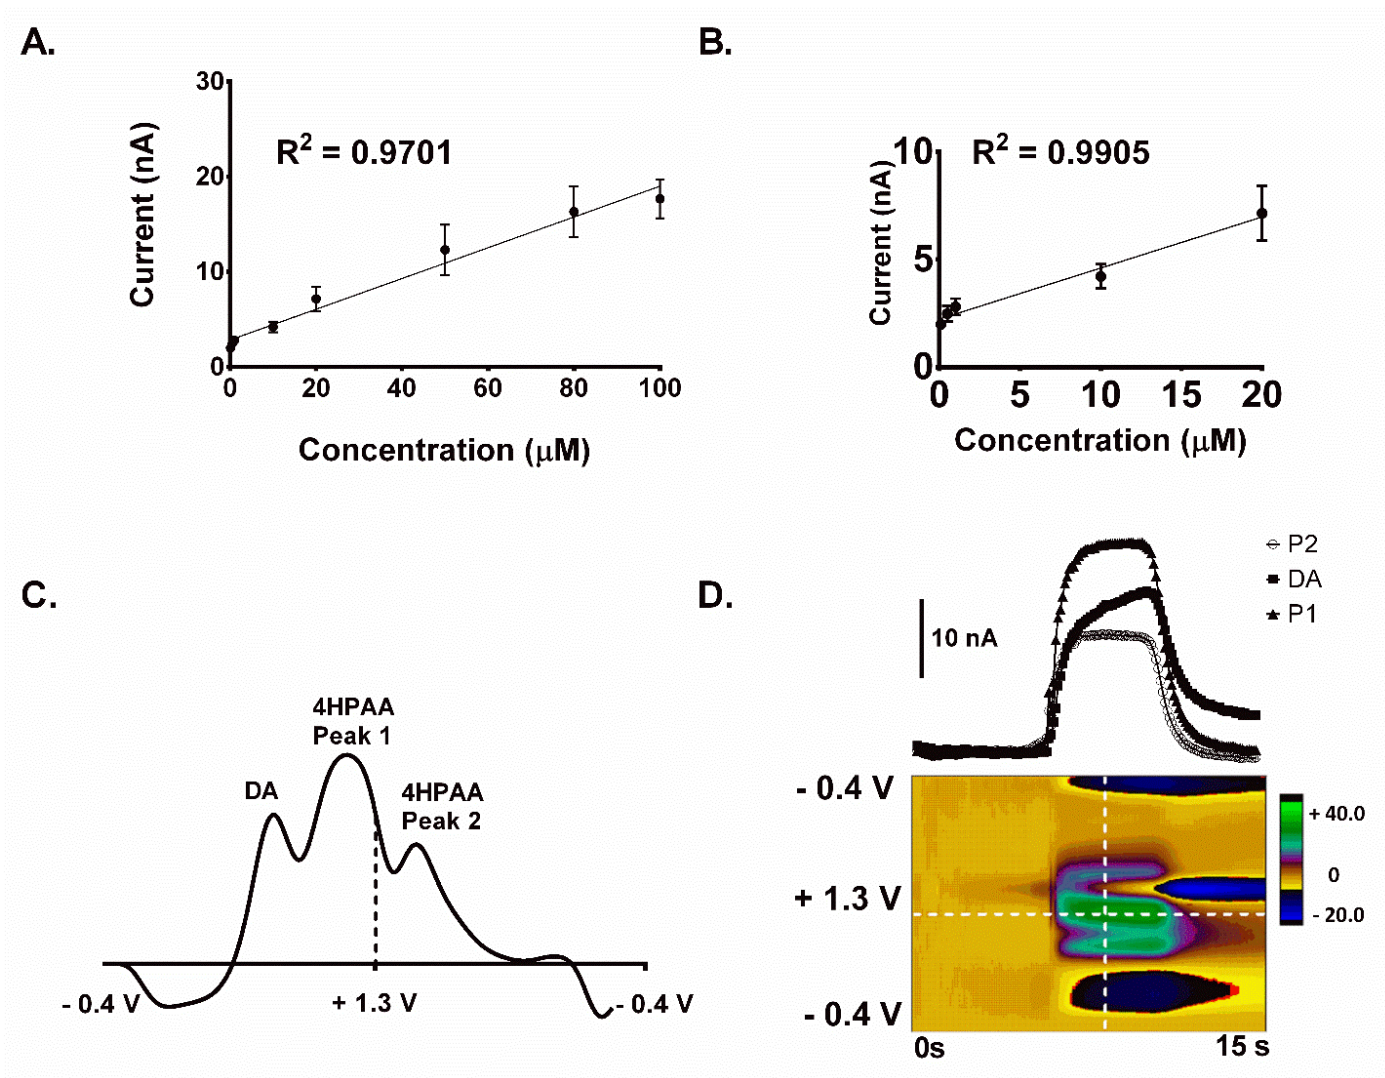 A.
30
20
10
0
Current (nA)
R² = 0.9701
0 20 40 60 80 100
Concentration (μM)
B.
10
5
0
Current (nA)
R² = 0.9905
0 5 10 15 20
Concentration (μM)
C.
4HPAA
Peak 1
DA
4HPAA
Peak 2
- 0.4 V
+ 1.3 V
- 0.4 V
D.
10 nA
P2
DA
P1
- 0.4 V
+ 1.3 V
- 0.4 V
+ 40.0
0
- 20.0
0s
15 s